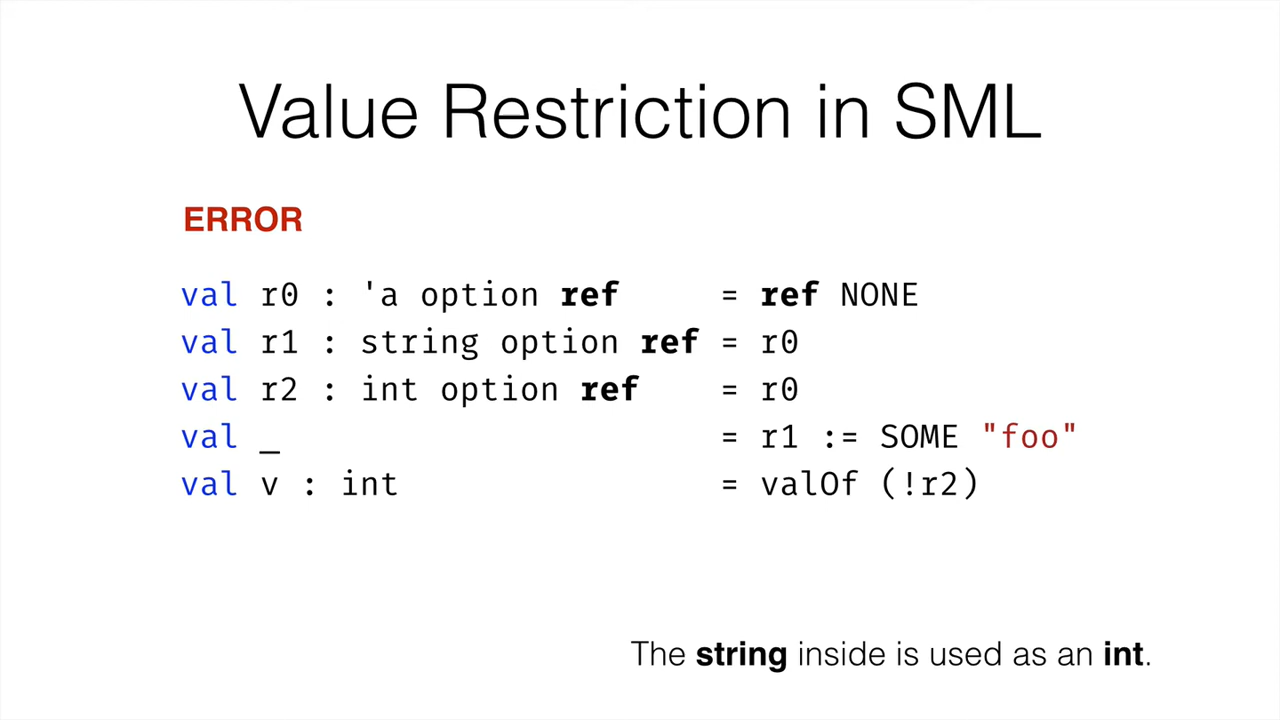 Value Restriction in SML
ERROR
val r0 : 'a option ref = ref NONE
val r1 : string option ref = r0
val r2 : int option ref = r0
val _ = r1 := SOME "foo"
val v : int = valOf (!r2)
The string inside is used as an int.